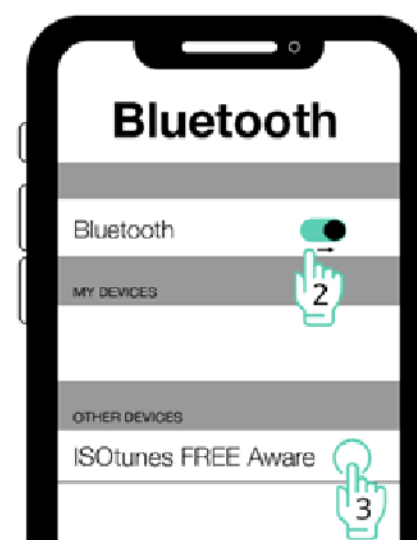 Bluetooth
Bluetooth
2
MY DEVICES
OTHER DEVICES
ISOtunes FREE Aware
3